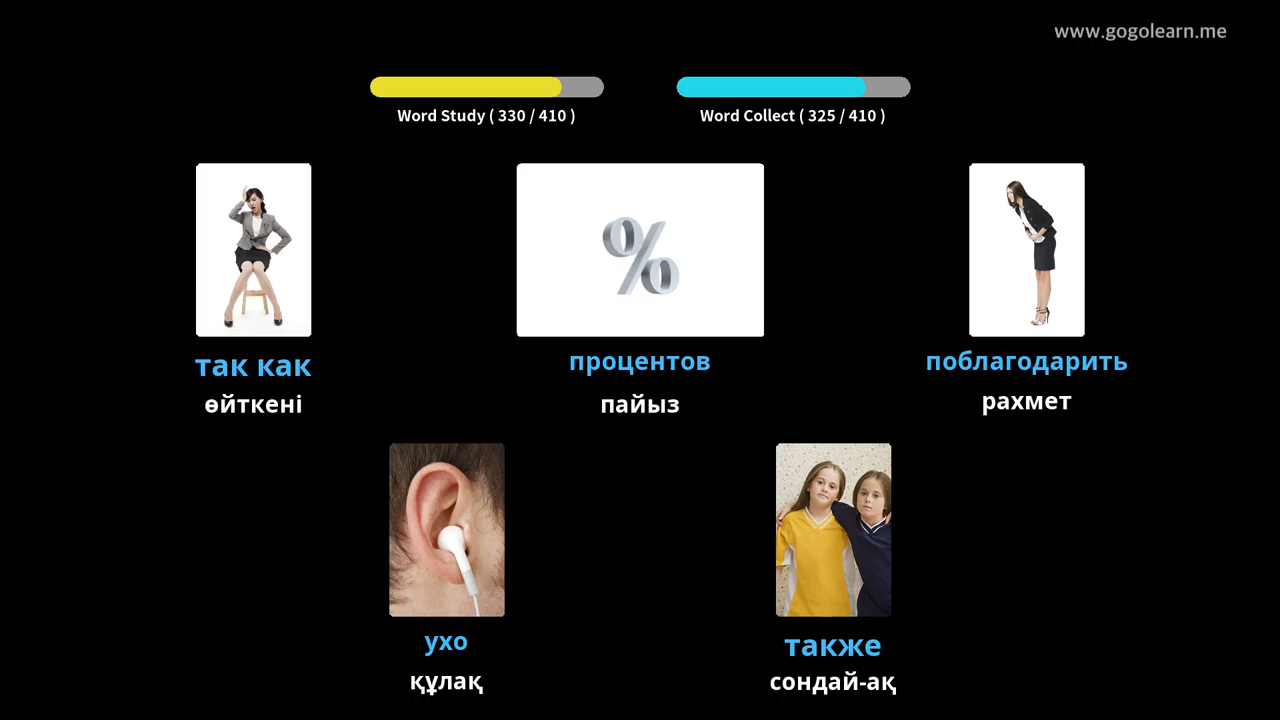 www.gogolearn.me
Word Study ( 330 / 410 )
Word Collect ( 325 / 410 )
%
так как
өйткені
процентов
пайыз
поблагодарить
рахмет
ухо
құлақ
также
сондай-ақ